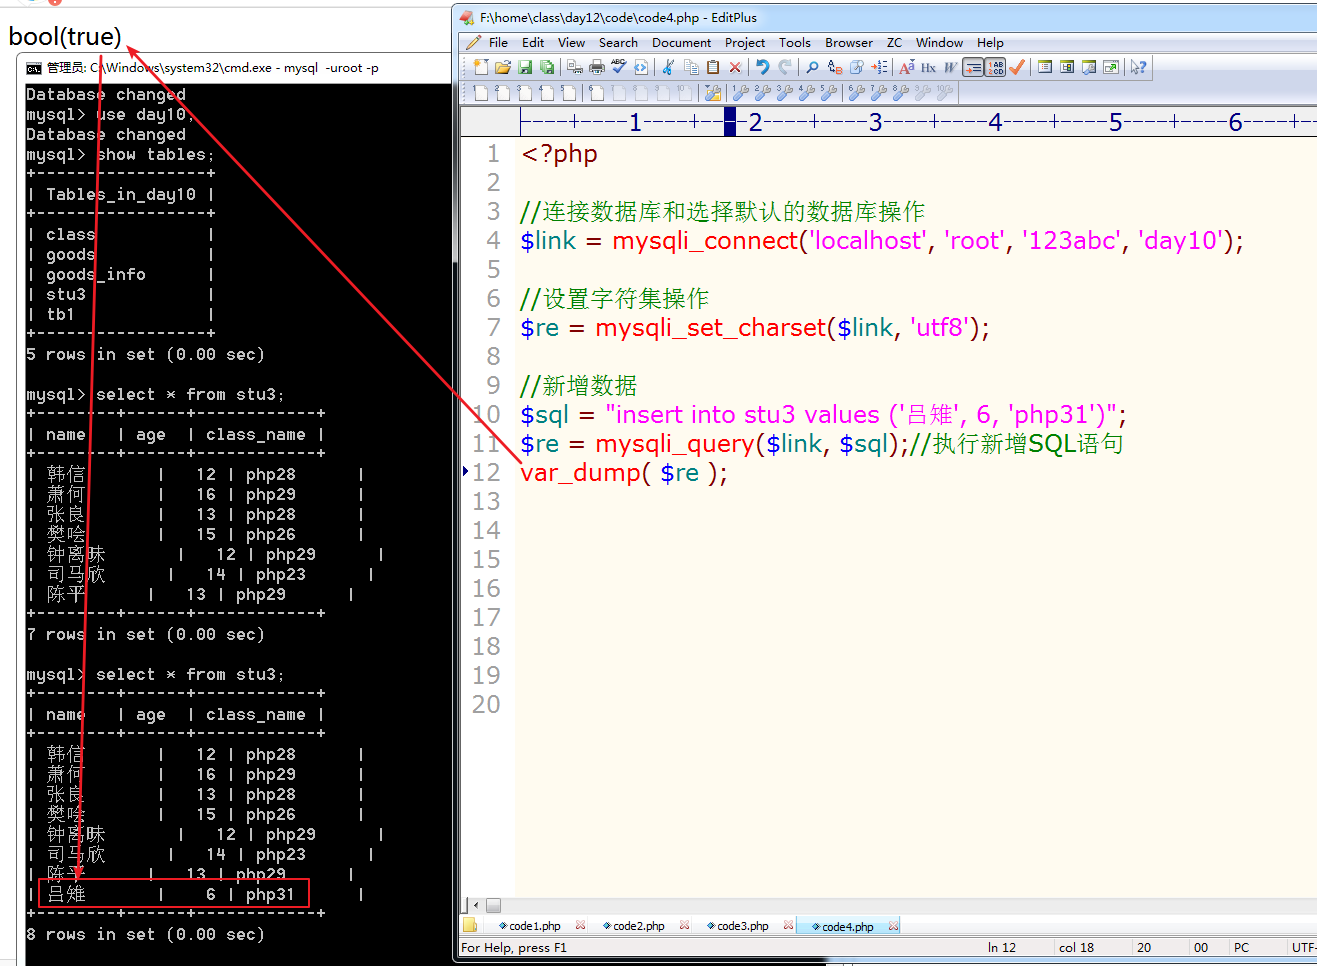 bool(true)
管理员: C:\Windows\system32\cmd.exe - mysql  -uroot -p
Database changed
mysql> use day10;
Database changed
mysql> show tables;
+------------------+
| Tables_in_day10 |
+------------------+
| class           |
| goods           |
| goods_info      |
| stu3            |
| tb1             |
+------------------+
5 rows in set (0.00 sec)
mysql> select * from stu3;
+--------+------+------------+
| name   | age  | class_name |
+--------+------+------------+
| 韩信       |   12 | php28      |
| 萧何       |   16 | php29      |
| 张良       |   13 | php28      |
| 樊哙       |   15 | php26      |
| 钟离昧       |   12 | php29      |
| 司马欣      |   14 | php23      |
| 陈平      |   13 | php29      |
+--------+------+------------+
7 rows in set (0.00 sec)
mysql> select * from stu3;
+--------+------+------------+
| name   | age  | class_name |
+--------+------+------------+
| 韩信       |   12 | php28      |
| 萧何       |   16 | php29      |
| 张良       |   13 | php28      |
| 樊哙       |   15 | php26      |
| 钟离昧       |   12 | php29      |
| 司马欣      |   14 | php23      |
| 陈平      |   13 | php29      |
| 吕雉       |    6 | php31      |
+--------+------+------------+
8 rows in set (0.00 sec)
F:\home\class\day12\code\code4.php - EditPlus
File Edit View Search Document Project Tools Browser ZC Window Help
----+----1----+----2----+----3----+----4----+----5----+----6----+--
1 <?php
2
3 //连接数据库和选择默认的数据库操作
4 $link = mysqli_connect('localhost', 'root', '123abc', 'day10');
5
6 //设置字符集操作
7 $re = mysqli_set_charset($link, 'utf8');
8
9 //新增数据
10 $sql = "insert into stu3 values ('吕雉', 6, 'php31')";
11 $re = mysqli_query($link, $sql);//执行新增SQL语句
12 var_dump( $re );
13
14
15
16
17
18
19
20
code1.php code2.php code3.php code4.php
For Help, press F1 ln 12 col 18 20 00 PC UTF-